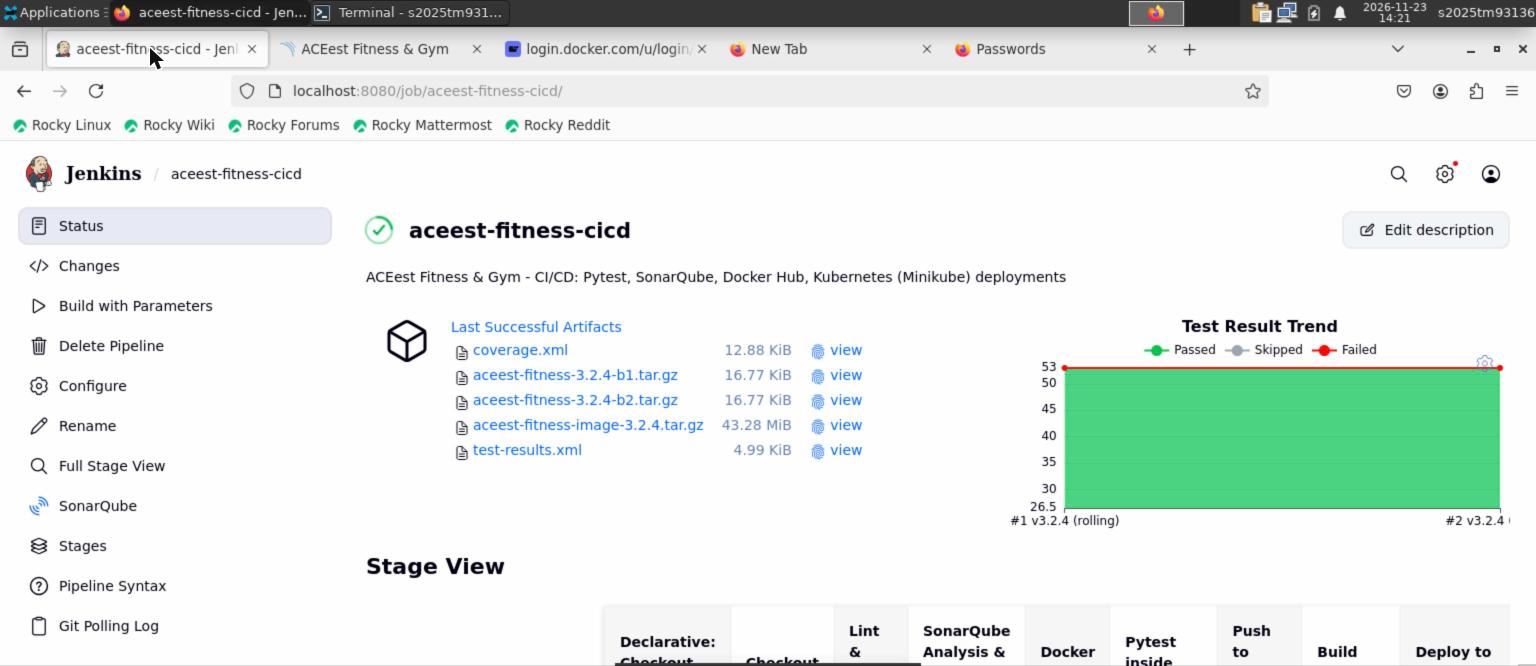 Applications
aceest-fitness-cicd - Jen...
Terminal - s2025tm931...
2026-11-23
14:21
s2025tm93136
aceest-fitness-cicd - Jen
ACEest Fitness & Gym
login.docker.com/u/login/
New Tab
Passwords
localhost:8080/job/aceest-fitness-cicd/
Rocky Linux
Rocky Wiki
Rocky Forums
Rocky Mattermost
Rocky Reddit
Jenkins / aceest-fitness-cicd
Status
Changes
Build with Parameters
Delete Pipeline
Configure
Rename
Full Stage View
SonarQube
Stages
Pipeline Syntax
Git Polling Log
aceest-fitness-cicd
Edit description
ACEest Fitness & Gym - CI/CD: Pytest, SonarQube, Docker Hub, Kubernetes (Minikube) deployments
Last Successful Artifacts
coverage.xml 12.88 KiB view
aceest-fitness-3.2.4-b1.tar.gz 16.77 KiB view
aceest-fitness-3.2.4-b2.tar.gz 16.77 KiB view
aceest-fitness-image-3.2.4.tar.gz 43.28 MiB view
test-results.xml 4.99 KiB view
Test Result Trend
Passed Skipped Failed
53
50
45
40
35
30
26.5
#1 v3.2.4 (rolling)
#2 v3.2.4 (
Stage View
Declarative:
Checkout
Checkout
Lint
&
SonarQube
Analysis &
Docker
Pytest
inside
Push
to
Build
Deploy to